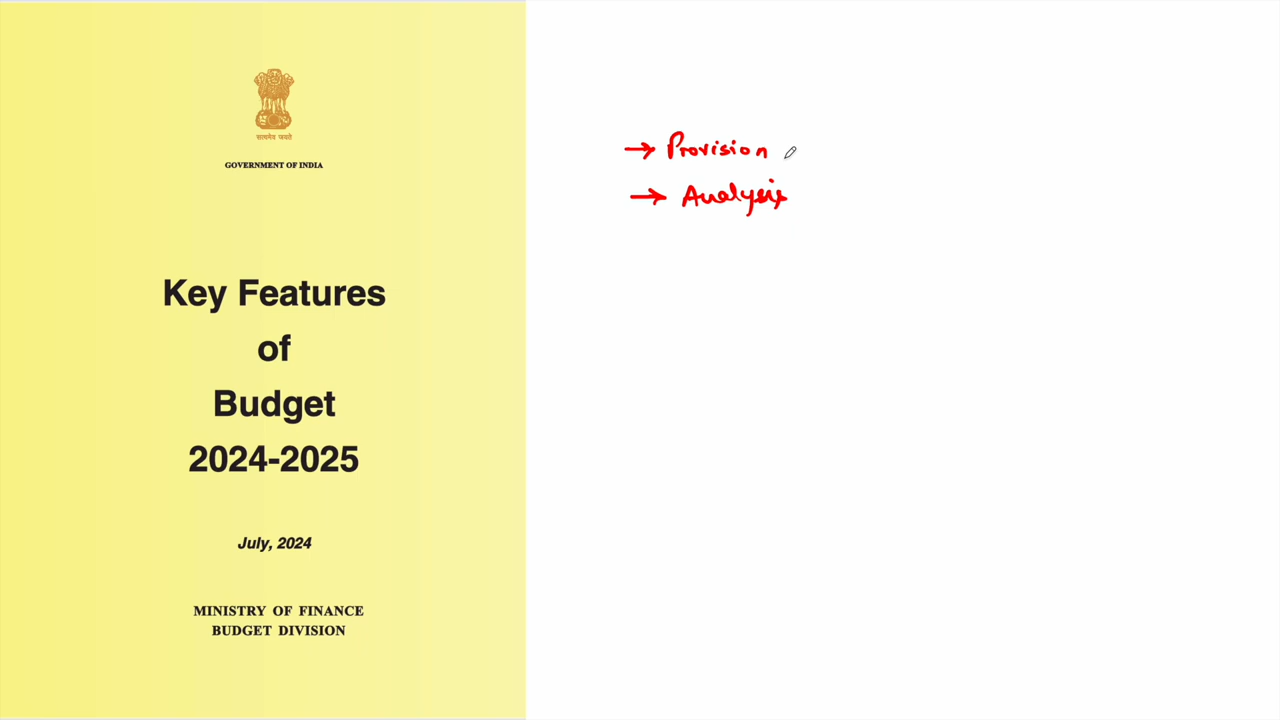 सत्यमेव जयते
GOVERNMENT OF INDIA
Key Features
of
Budget
2024-2025
July, 2024
MINISTRY OF FINANCE
BUDGET DIVISION
→ Provision
→ Analysis